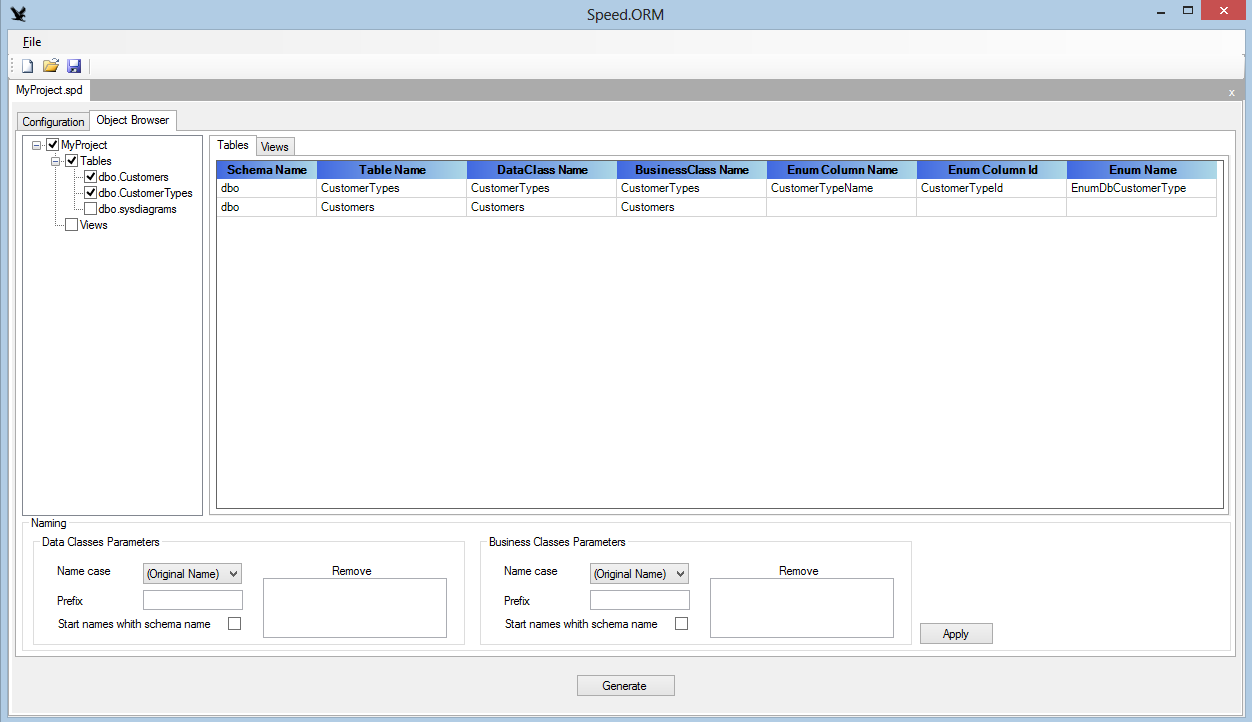 Speed.ORM
File
MyProject.spd
x
Configuration Object Browser
MyProject
Tables
dbo.Customers
dbo.CustomerTypes
dbo.sysdiagrams
Views
Tables Views
Schema Name Table Name DataClass Name BusinessClass Name Enum Column Name Enum Column Id Enum Name
dbo CustomerTypes CustomerTypes CustomerTypes CustomerTypeName CustomerTypeId EnumDbCustomerType
dbo Customers Customers Customers
Naming
Data Classes Parameters
Name case (Original Name) Remove
Prefix
Start names whith schema name
Business Classes Parameters
Name case (Original Name) Remove
Prefix
Start names whith schema name
Apply
Generate